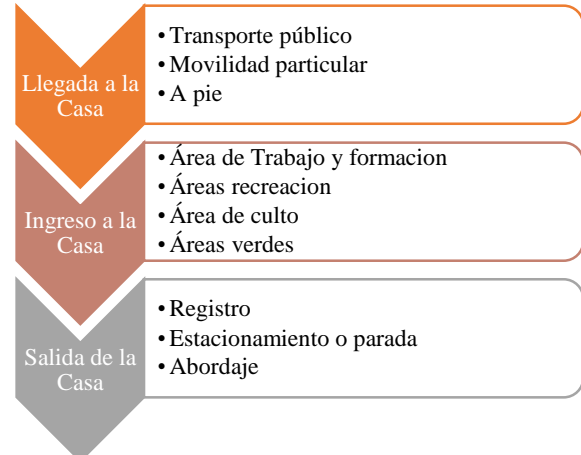 Llegada a la
Casa
• Transporte público
• Movilidad particular
• A pie
Ingreso a la
Casa
• Área de Trabajo y formacion
• Áreas recreacion
• Área de culto
• Áreas verdes
Salida de la
Casa
• Registro
• Estacionamiento o parada
• Abordaje